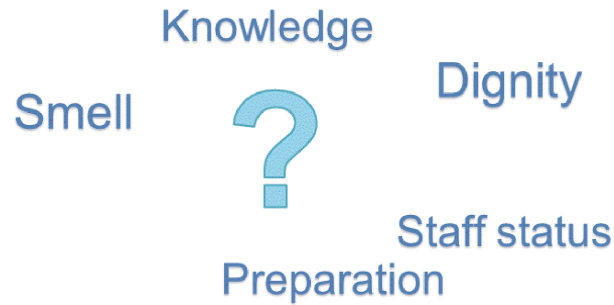 Knowledge
Dignity
Smell
?
Staff status
Preparation